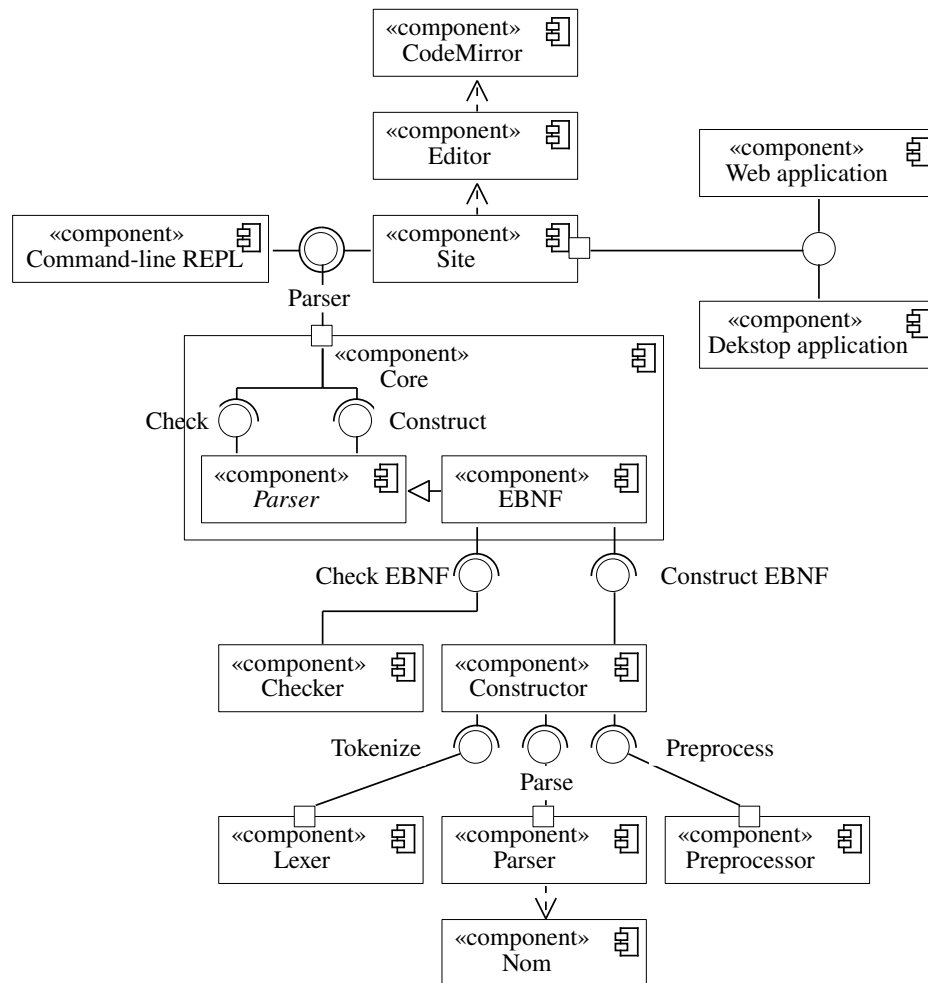 «component»
CodeMirror
«component»
Editor
«component»
Web application
«component»
Command-line REPL
«component»
Site
Parser
«component»
Dekstop application
«component»
Core
Check
Construct
«component»
Parser
«component»
EBNF
Check EBNF
Construct EBNF
«component»
Checker
«component»
Constructor
Tokenize
Preprocess
Parse
«component»
Lexer
«component»
Parser
«component»
Preprocessor
«component»
Nom